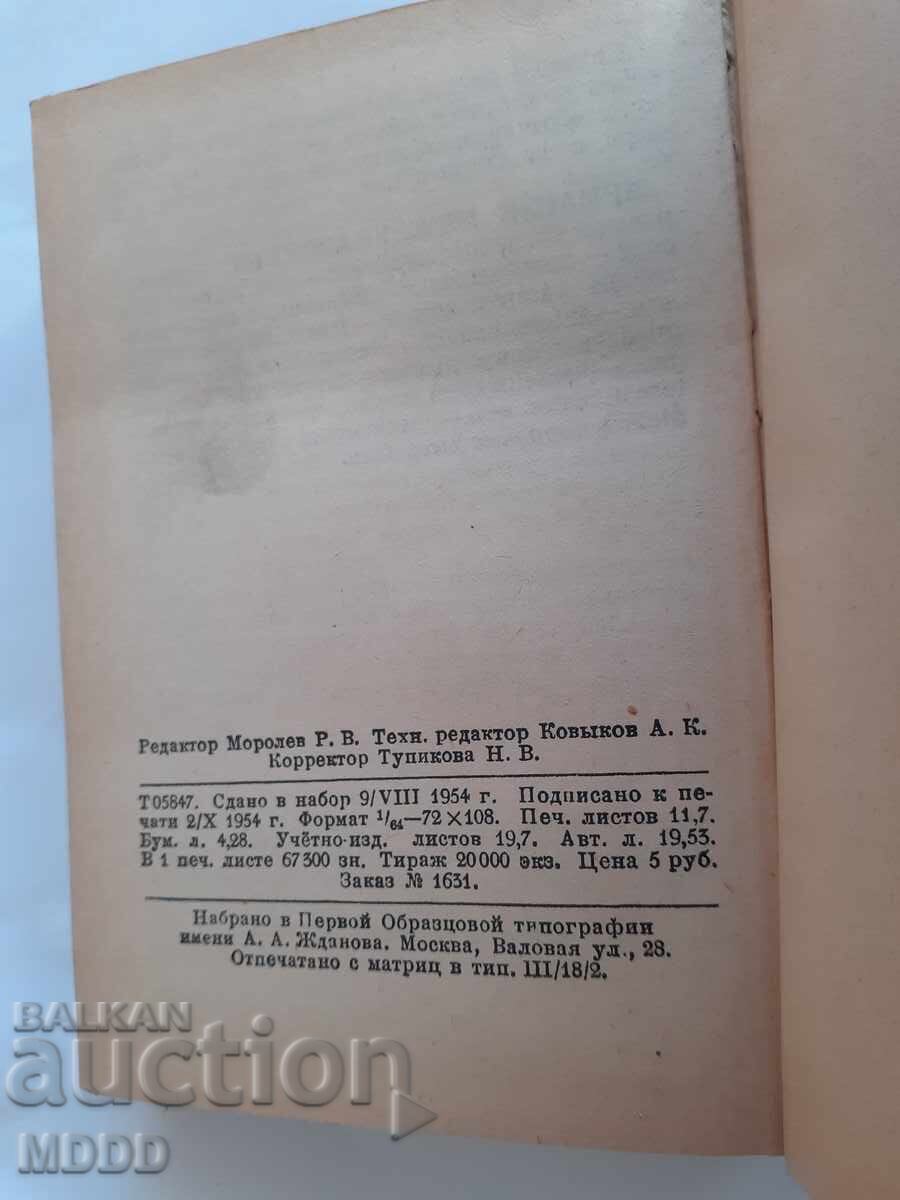 Редактор Моролев Р. В. Техн. редактор Ковыков А. К.
Корректор Тупикова Н. В.
Т 05847. Сдано в набор 9/VIII 1954 г. Подписано к пе-
чати 2/X 1954 г. Формат 1/64—72×108. Печ. листов 11,7.
Бум. л. 4,28. Учётно-изд. листов 19,7. Авт. л. 19,53.
В 1 печ. листе 67300 зн. Тираж 20000 экз. Цена 5 руб.
Заказ № 1631.
Набрано в Первой Образцовой типографии
имени А. А. Жданова. Москва, Валовая ул., 28.
Отпечатано с матриц в тип. III/18/2.
BALKAN
auction
MDDD